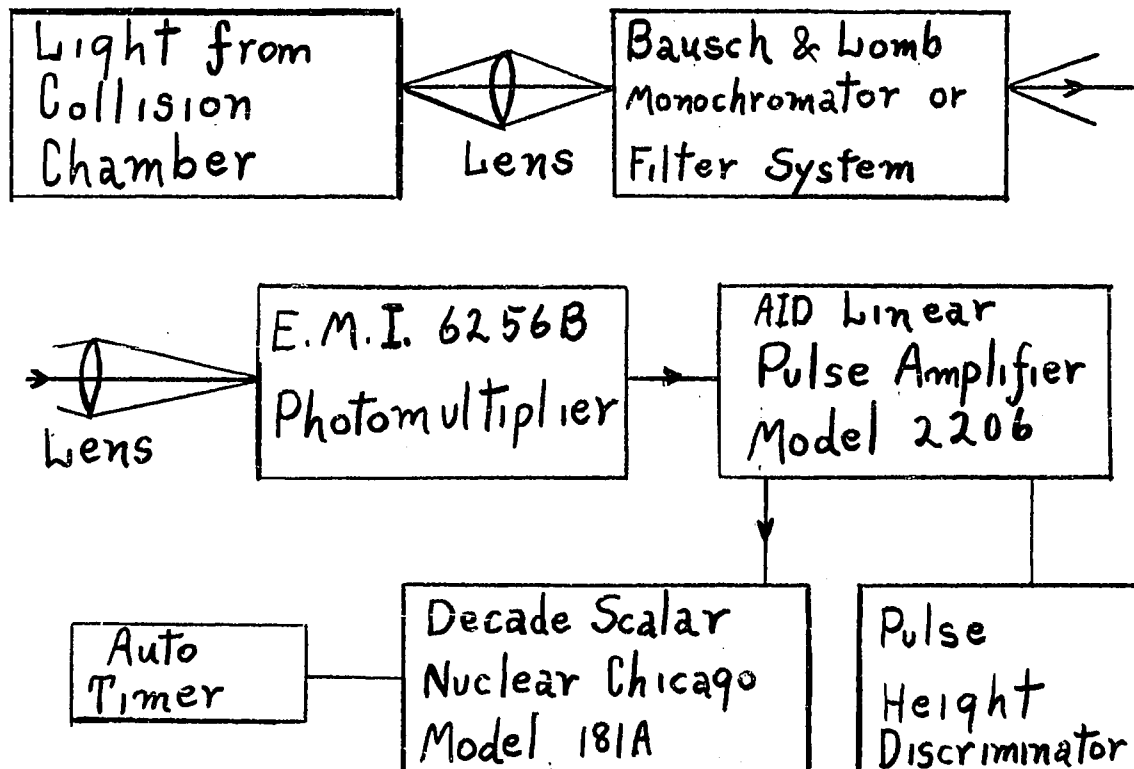 Light from
Collision
Chamber
Lens
Bausch & Lomb
Monochromator or
Filter System
Lens
E.M.I. 6256B
Photomultiplier
AID Linear
Pulse Amplifier
Model 2206
Auto
Timer
Decade Scalar
Nuclear Chicago
Model 181A
Pulse
Height
Discriminator